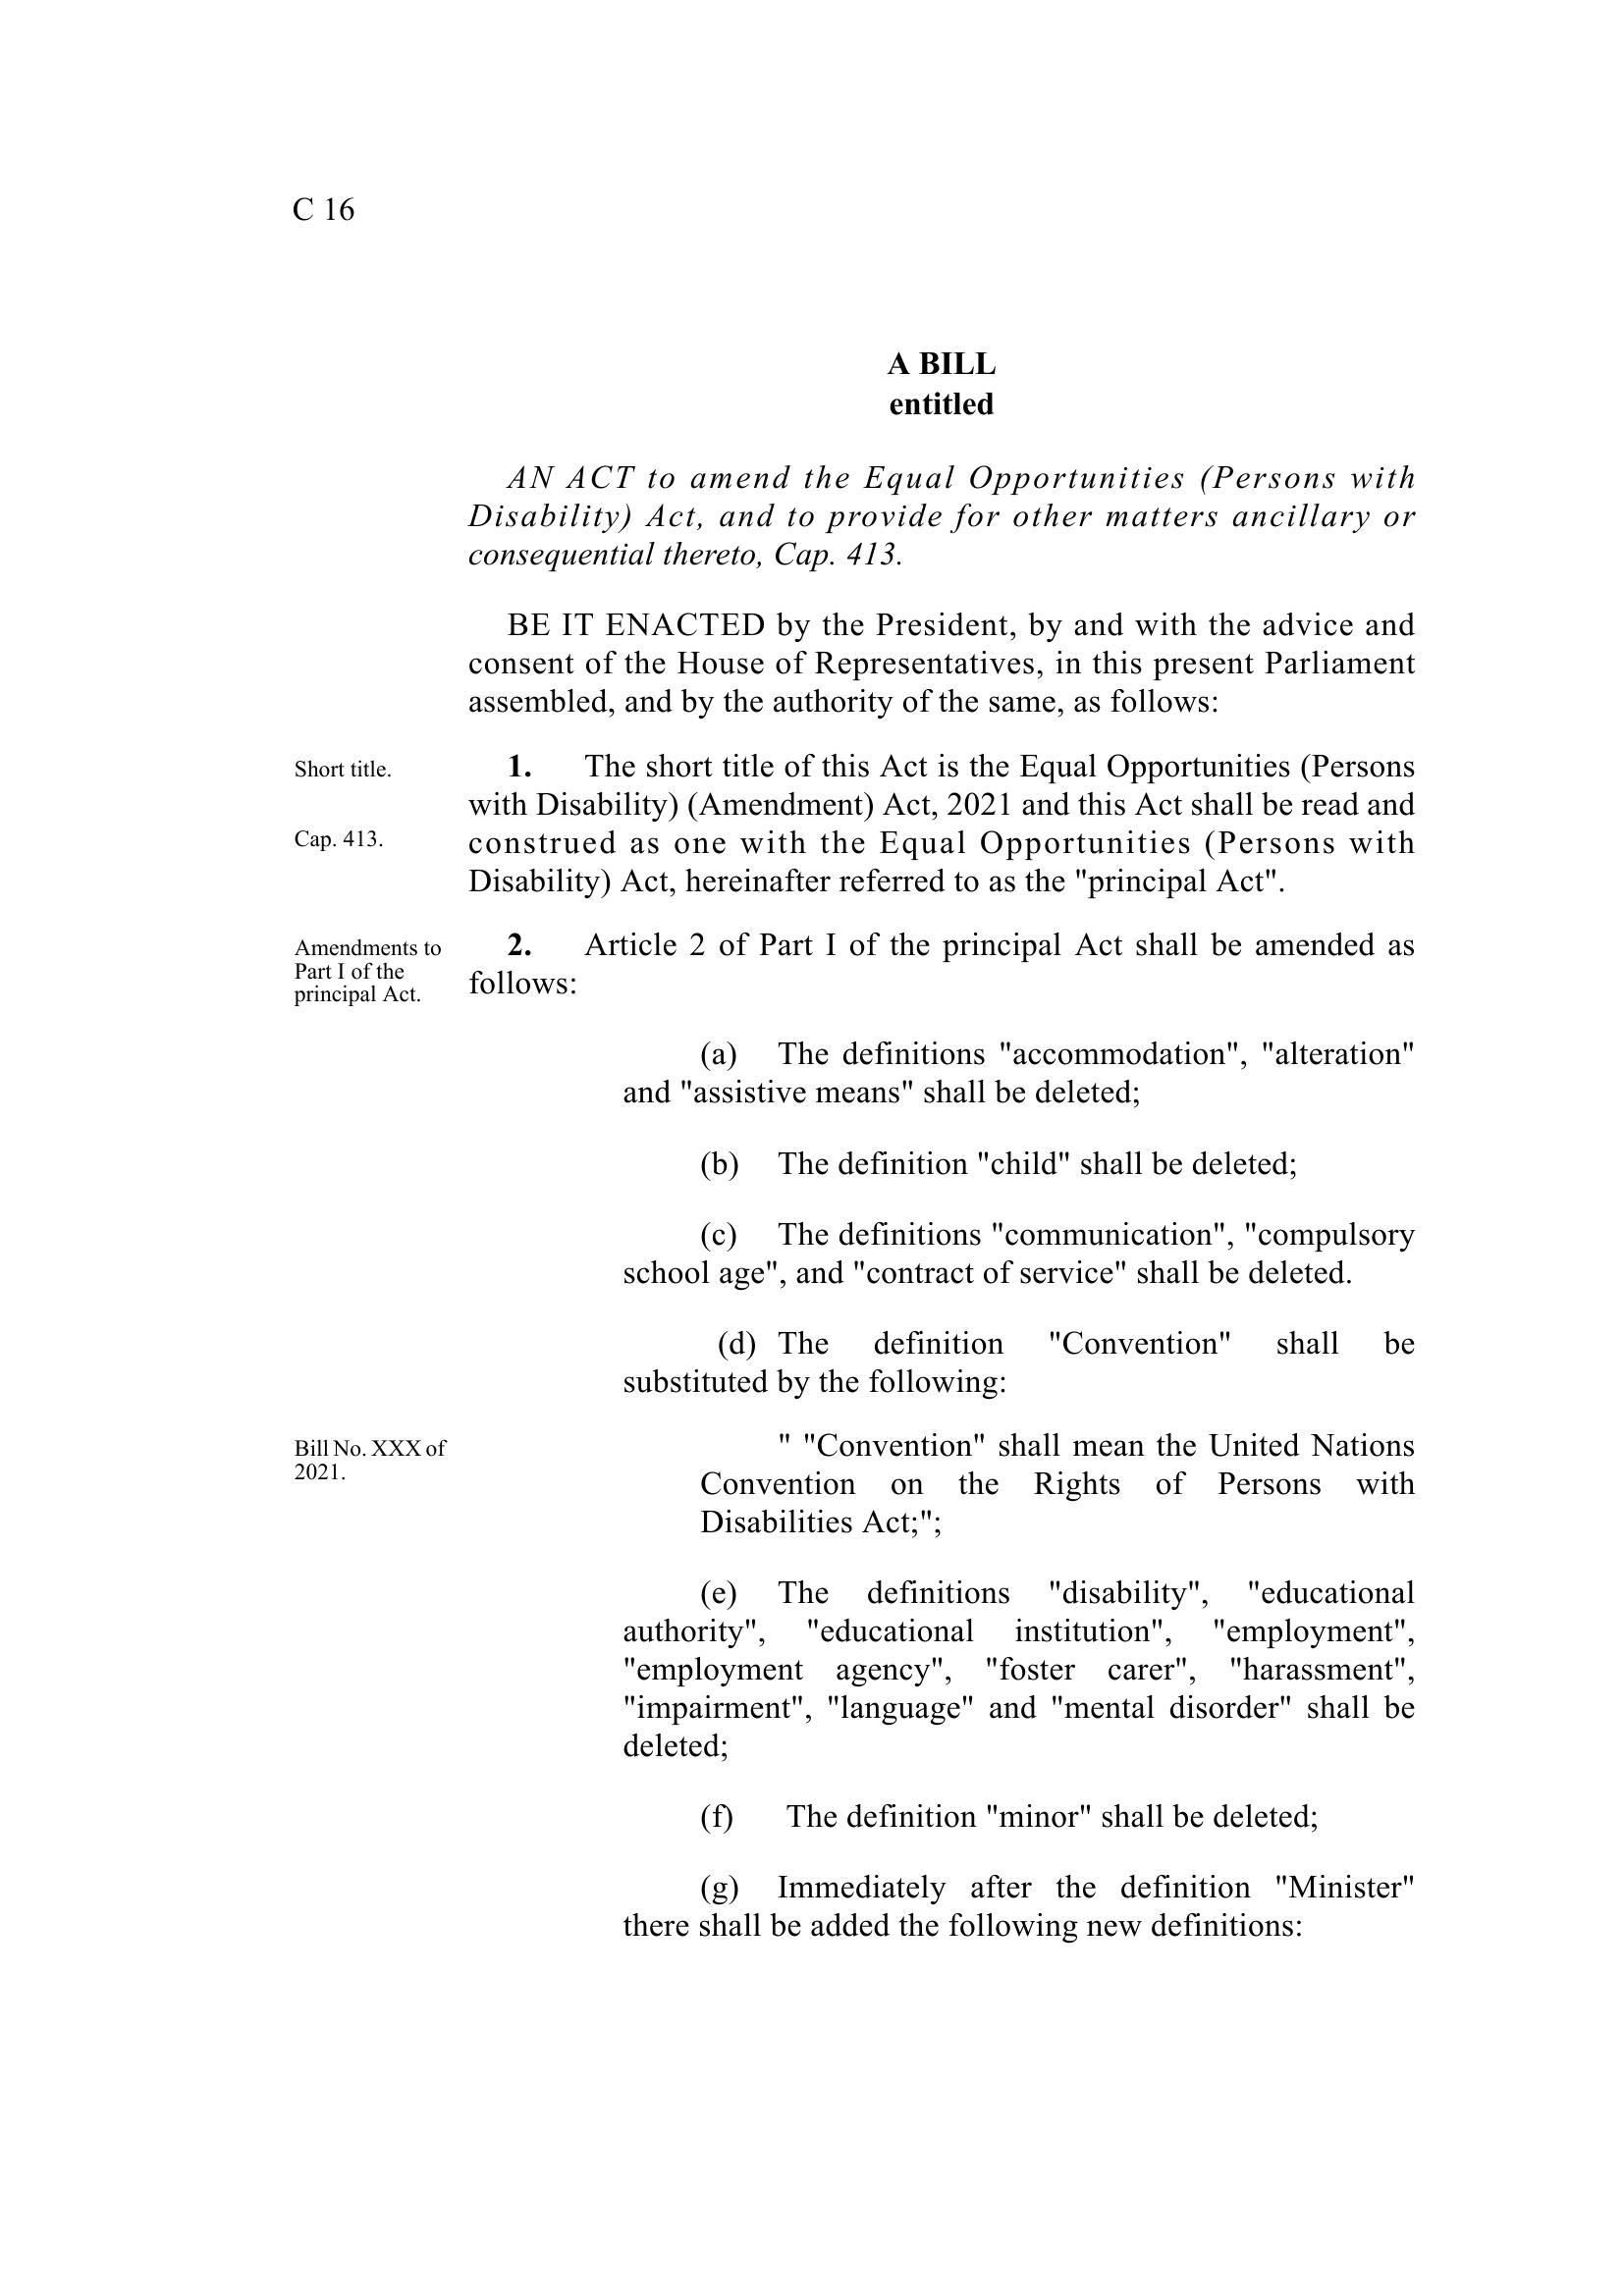 C 16
A BILL
entitled
AN ACT to amend the Equal Opportunities (Persons with
Disability) Act, and to provide for other matters ancillary or
consequential thereto, Cap. 413.
BE IT ENACTED by the President, by and with the advice and
consent of the House of Representatives, in this present Parliament
assembled, and by the authority of the same, as follows:
Short title.
1. The short title of this Act is the Equal Opportunities (Persons
with Disability) (Amendment) Act, 2021 and this Act shall be read and
Cap. 413.
construed as one with the Equal Opportunities (Persons with
Disability) Act, hereinafter referred to as the "principal Act".
Amendments to
Part I of the
principal Act.
2. Article 2 of Part I of the principal Act shall be amended as
follows:
(a) The definitions "accommodation", "alteration"
and "assistive means" shall be deleted;
(b) The definition "child" shall be deleted;
(c) The definitions "communication", "compulsory
school age", and "contract of service" shall be deleted.
(d) The definition "Convention" shall be
substituted by the following:
Bill No. XXX of
2021.
" "Convention" shall mean the United Nations
Convention on the Rights of Persons with
Disabilities Act;";
(e) The definitions "disability", "educational
authority", "educational institution", "employment",
"employment agency", "foster carer", "harassment",
"impairment", "language" and "mental disorder" shall be
deleted;
(f) The definition "minor" shall be deleted;
(g) Immediately after the definition "Minister"
there shall be added the following new definitions: